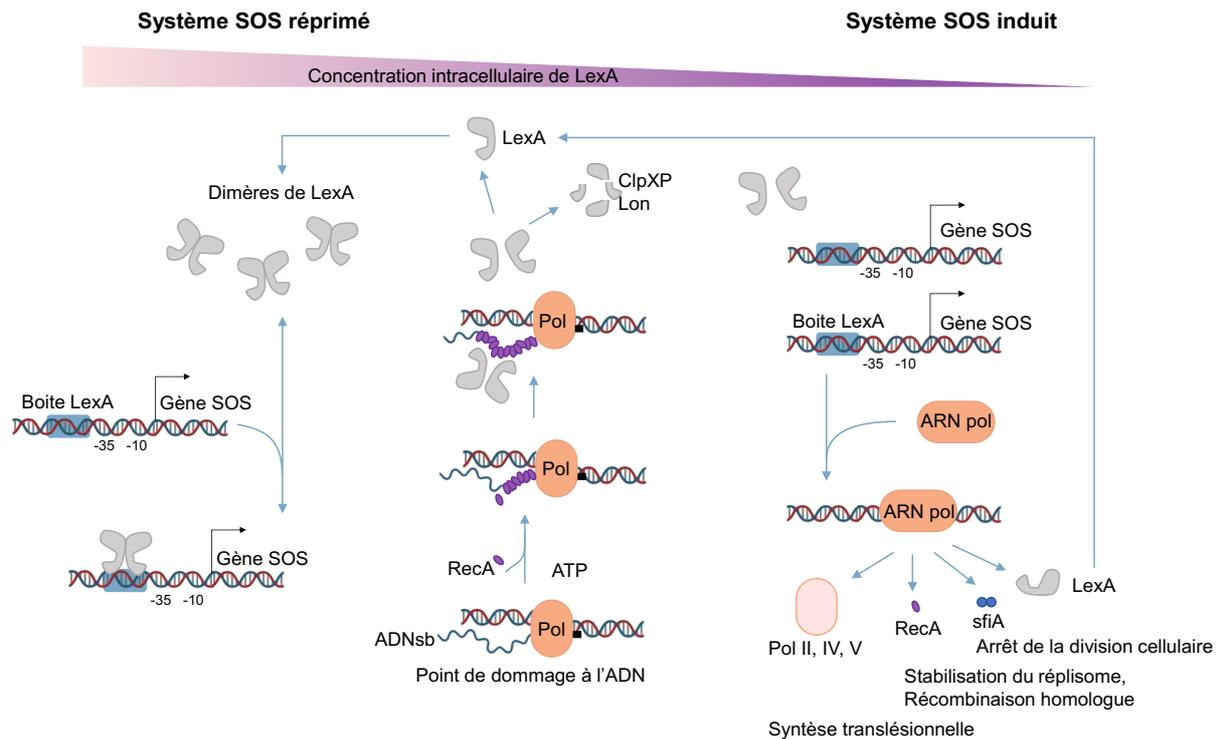 Système SOS réprimé
Système SOS induit
Concentration intracellulaire de LexA
LexA
Dimères de LexA
ClpXP
Lon
Gène SOS
-35 -10
Pol
Boite LexA
Gène SOS
-35 -10
Boite LexA
Gène SOS
-35 -10
ARN pol
Pol
ARN pol
Gène SOS
-35 -10
RecA
ATP
LexA
Pol
ADNsb
Point de dommage à l’ADN
RecA
sfiA
Pol II, IV, V
Arrêt de la division cellulaire
Stabilisation du réplisome,
Récombinaison homologue
Syntèse translésionnelle